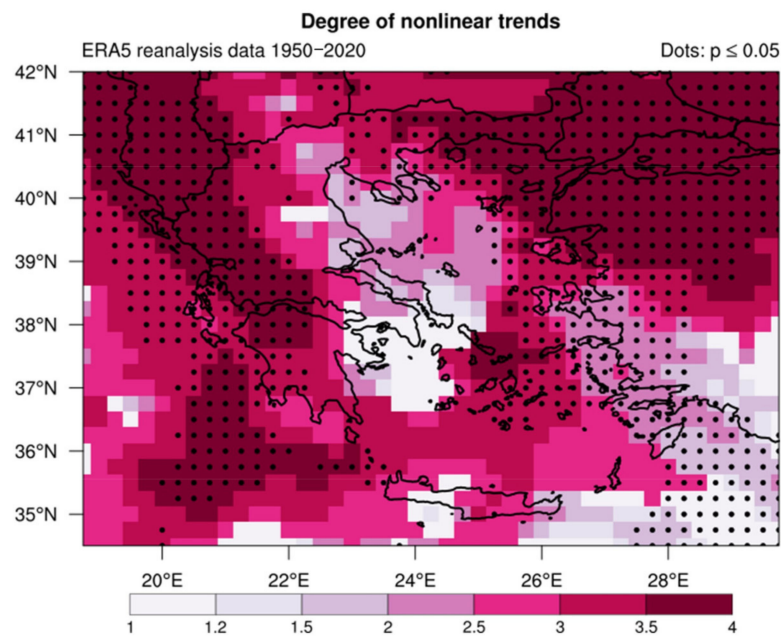 Degree of nonlinear trends
ERA5 reanalysis data 1950−2020 Dots: p ≤ 0.05
42°N
41°N
40°N
39°N
38°N
37°N
36°N
35°N
20°E 22°E 24°E 26°E 28°E
1 1.2 1.5 2 2.5 3 3.5 4